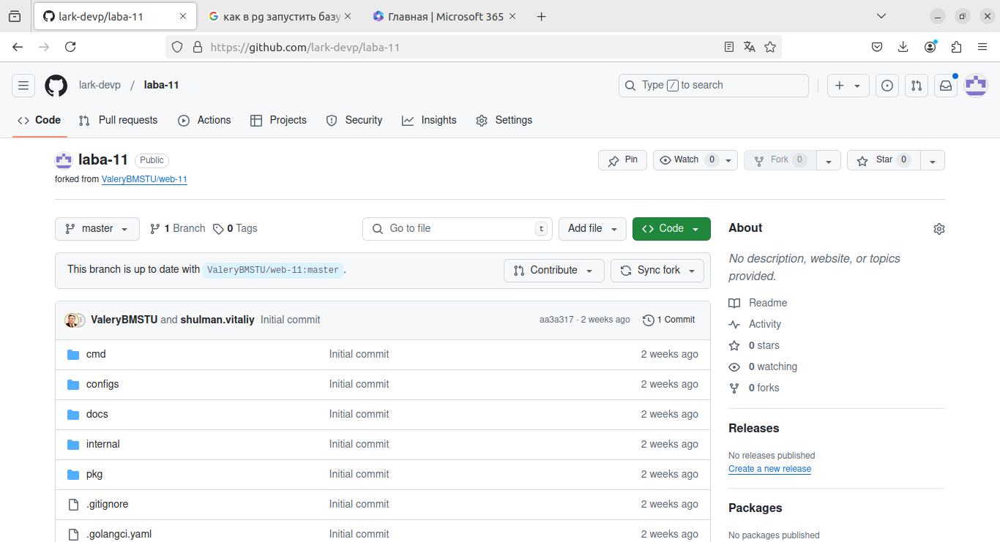 lark-devp/laba-11
как в pg запустить базу
Главная | Microsoft 365
https://github.com/lark-devp/laba-11
lark-devp / laba-11
Type / to search
Code Pull requests Actions Projects Security Insights Settings
laba-11 Public
Pin Watch 0 Fork 0 Star 0
forked from ValeryBMSTU/web-11
master 1 Branch 0 Tags Go to file t Add file Code
This branch is up to date with ValeryBMSTU/web-11:master .
Contribute Sync fork
ValeryBMSTU and shulman.vitaliy Initial commit aa3a317 · 2 weeks ago 1 Commit
cmd Initial commit 2 weeks ago
configs Initial commit 2 weeks ago
docs Initial commit 2 weeks ago
internal Initial commit 2 weeks ago
pkg Initial commit 2 weeks ago
.gitignore Initial commit 2 weeks ago
.golangci.yaml Initial commit 2 weeks ago
About
No description, website, or topics
provided.
Readme
Activity
0 stars
0 watching
0 forks
Releases
No releases published
Create a new release
Packages
No packages published